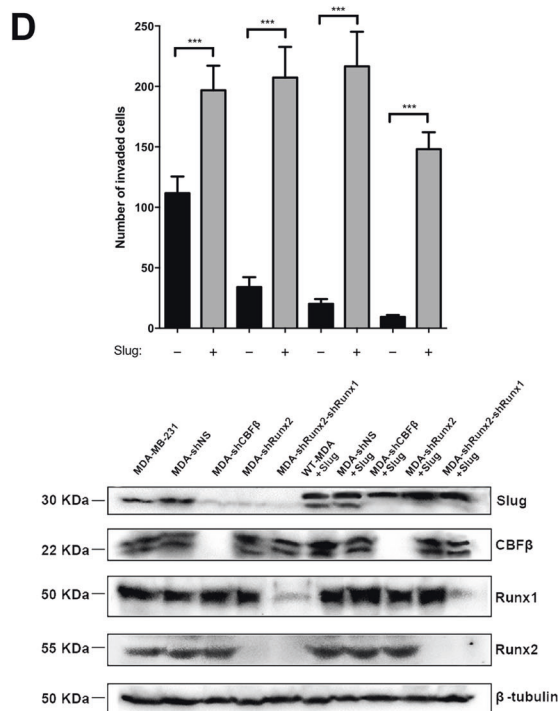 D
250
200
150
100
50
0
Number of invaded cells
*** *** *** ***
Slug: – + – + – + – +
MDA-MB-231
MDA-shNS
MDA-shCBFβ
MDA-shRunx2
MDA-shRunx2-shRunx1
WT-MDA
+Slug
MDA-shNS
+Slug
MDA-shCBFβ
+Slug
MDA-shRunx2
+Slug
MDA-shRunx2-shRunx1
+Slug
30 KDa Slug
22 KDa CBFβ
50 KDa Runx1
55 KDa Runx2
50 KDa β-tubulin